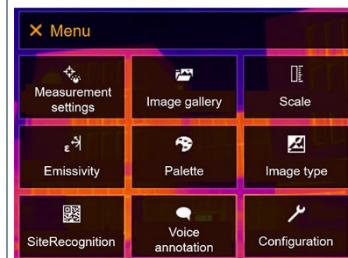 Menu
Measurement
settings
Image gallery
Scale
ε
Emissivity
Palette
Image type
SiteRecognition
Voice
annotation
Configuration